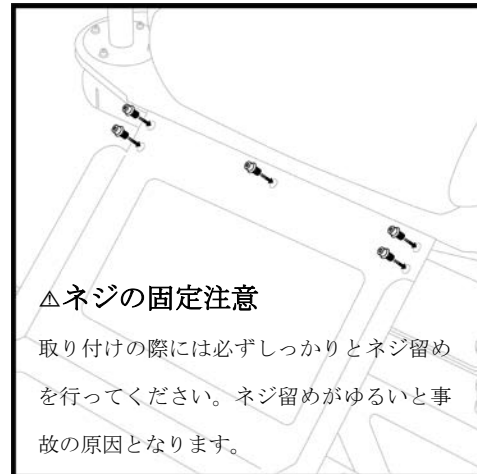 ⚠ネジの固定注意
取り付けの際には必ずしっかりとネジ留め
を行ってください。ネジ留めがゆるいと事
故の原因となります。